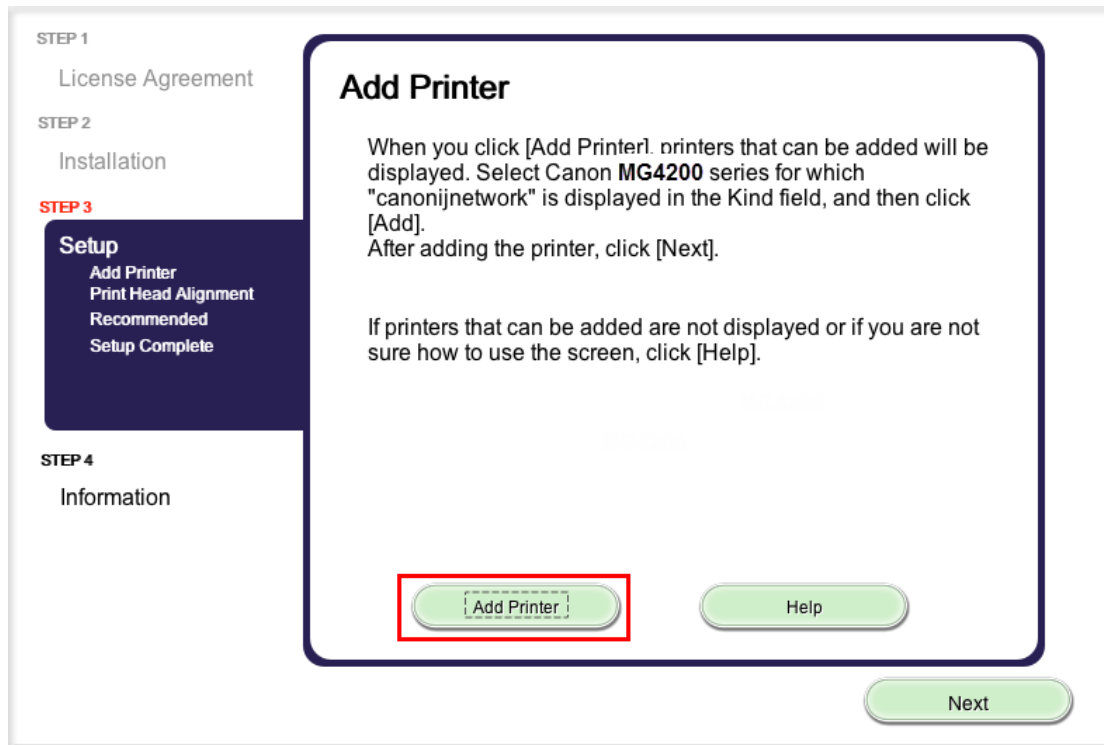 STEP 1
License Agreement
STEP 2
Installation
STEP 3
Setup
Add Printer
Print Head Alignment
Recommended
Setup Complete
STEP 4
Information
Add Printer
When you click [Add Printer], printers that can be added will be
displayed. Select Canon MG4200 series for which
"canonijnetwork" is displayed in the Kind field, and then click
[Add].
After adding the printer, click [Next].
If printers that can be added are not displayed or if you are not
sure how to use the screen, click [Help].
Add Printer
Help
Next